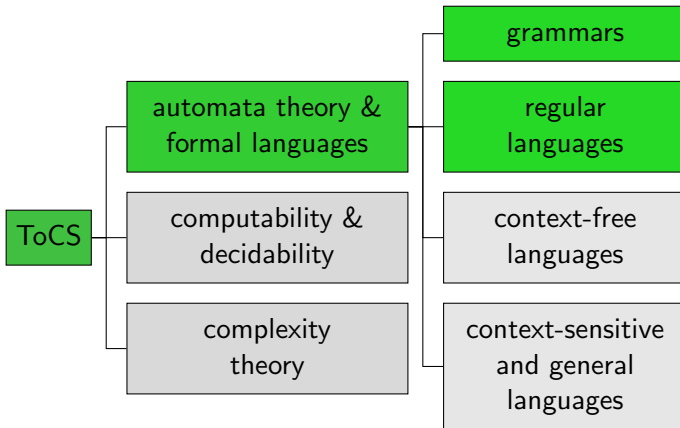 ToCS
automata theory &
formal languages
computability &
decidability
complexity
theory
grammars
regular
languages
context-free
languages
context-sensitive
and general
languages